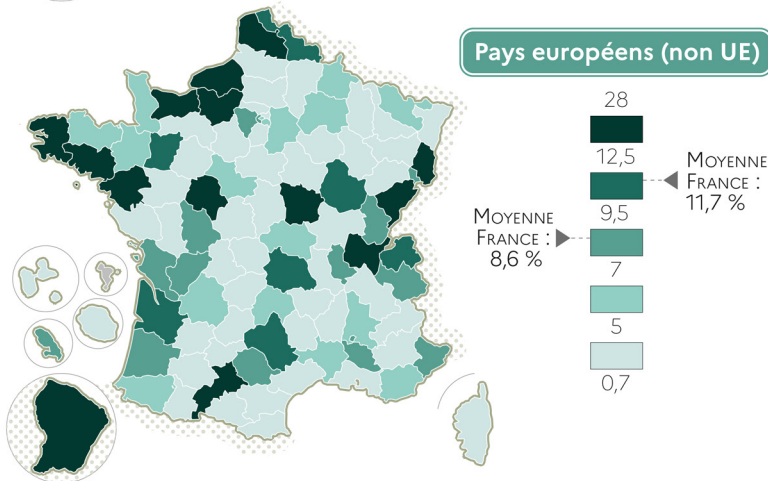 Pays européens (non UE)
28
12,5
MOYENNE
FRANCE :
11,7 %
9,5
MOYENNE
FRANCE :
8,6 %
7
5
0,7